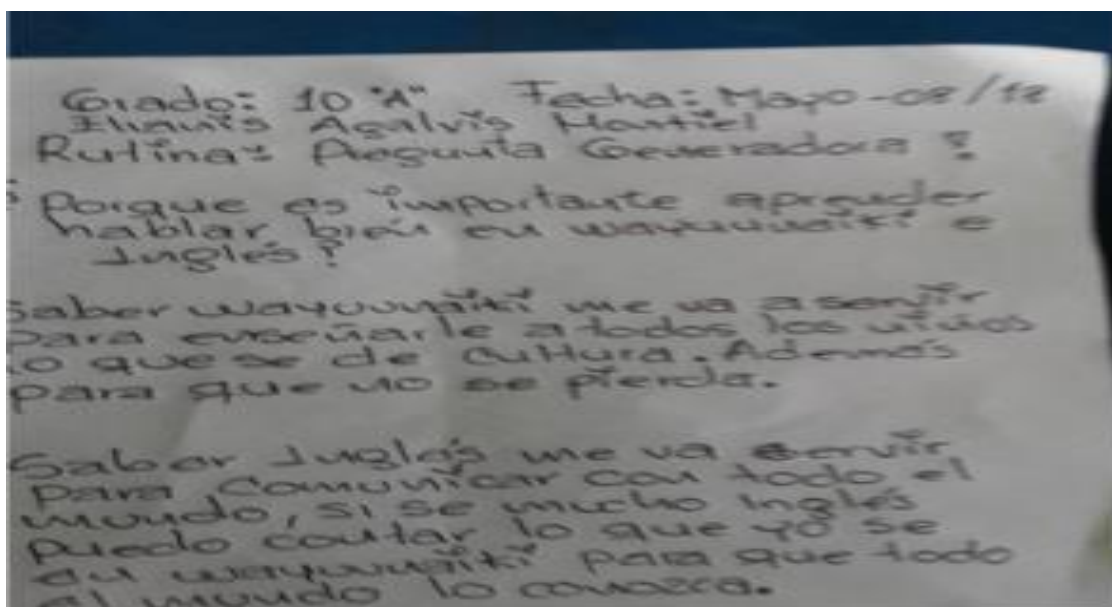 Grado: 10 "A" Fecha: Mayo-08/18
Agalvis Montiel
Rutina: Pregunta Generadora:
Porque es importante aprender
hablar bien en wayuunaiki e
Inglés?
Saber wayuunaiki me va a servir
para enseñarle a todos los niños
lo que se de cultura. Además
para que no se pierda.
Saber Inglés me va servir
para comunicar con todo el
mundo, si se mucho inglés
puedo contar lo que yo se
en wayuunaiki para que todo
el mundo lo conozca.